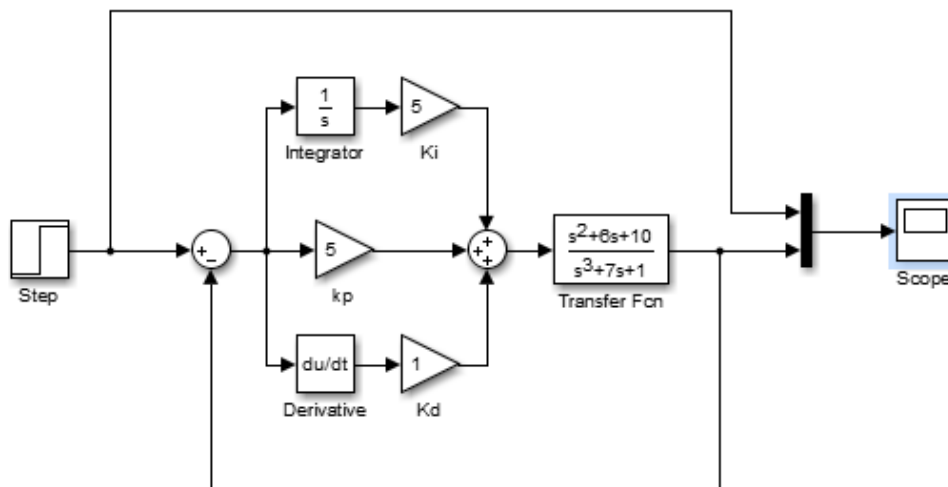 1
s
Integrator
5
Ki
Step
+
−
5
kp
+
+
+
s²+6s+10
s³+7s+1
Transfer Fcn
Scope
du/dt
Derivative
1
Kd